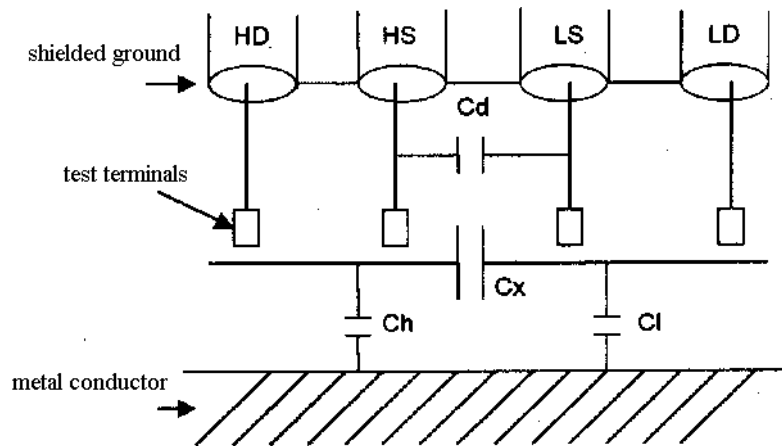 HD HS LS LD
shielded ground
Cd
test terminals
Cx
Ch Cl
metal conductor